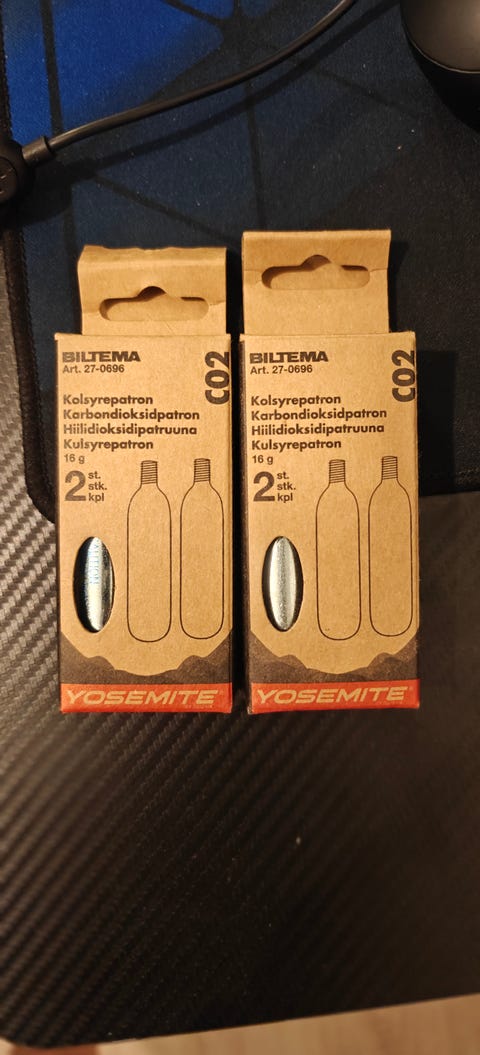 BILTEMA
Art. 27-0696
CO2
Kolsyrepatron
Karbondioksidpatron
Hiilidioksidipatruuna
Kulsyrepatron
16 g
2 st.
stk.
kpl
YOSEMITE
BILTEMA
Art. 27-0696
CO2
Kolsyrepatron
Karbondioksidpatron
Hiilidioksidipatruuna
Kulsyrepatron
16 g
2 st.
stk.
kpl
YOSEMITE